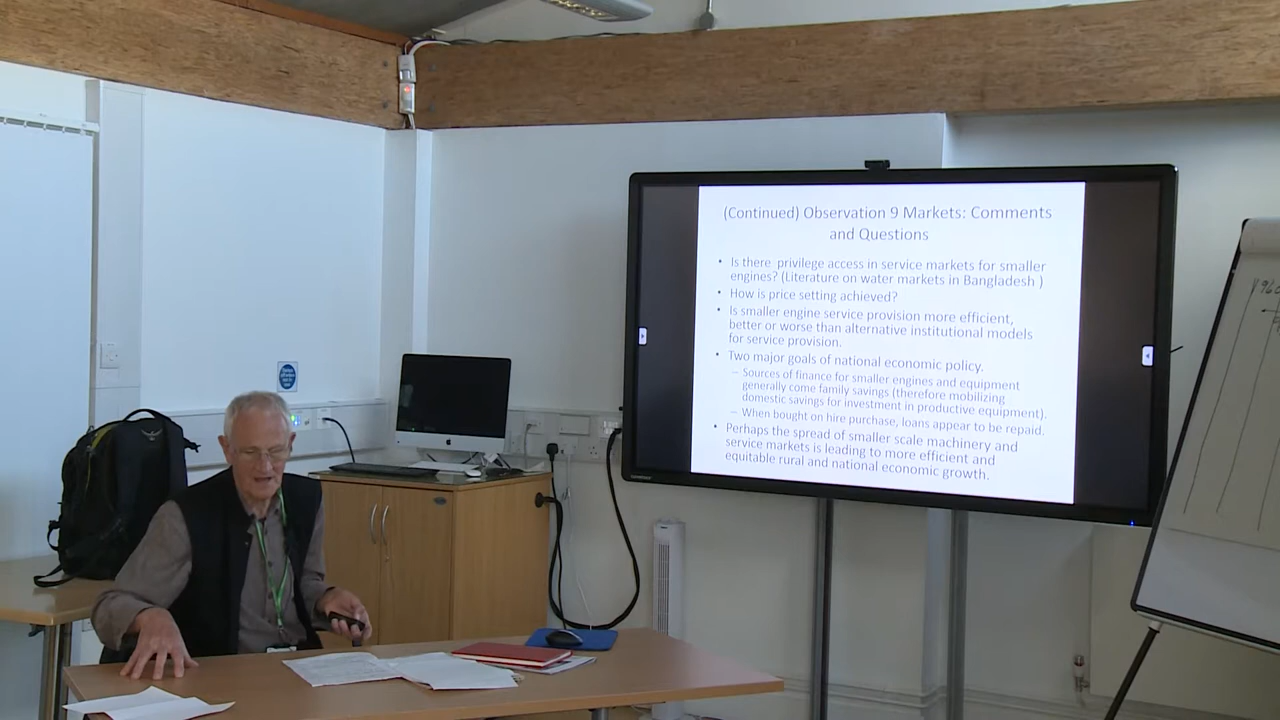 (Continued) Observation 9 Markets: Comments
and Questions
• Is there privilege access in service markets for smaller
engines? (Literature on water markets in Bangladesh )
• How is price setting achieved?
• Is smaller engine service provision more efficient,
better or worse than alternative institutional models
for service provision.
• Two major goals of national economic policy.
– Sources of finance for smaller engines and equipment
generally come family savings (therefore mobilizing
domestic savings for investment in productive equipment).
– When bought on hire purchase, loans appear to be repaid.
• Perhaps the spread of smaller scale machinery and
service markets is leading to more efficient and
equitable rural and national economic growth.